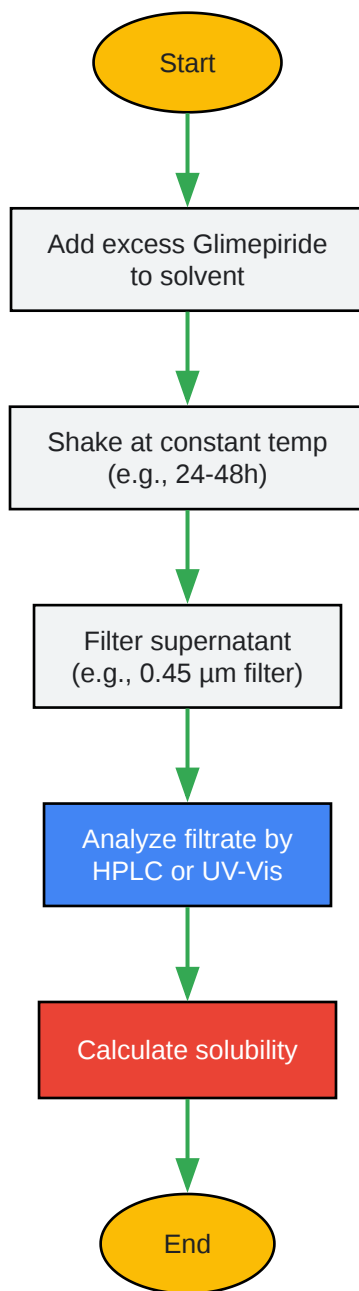 Start
Add excess Glimepiride
to solvent
Shake at constant temp
(e.g., 24-48h)
Filter supernatant
(e.g., 0.45 µm filter)
Analyze filtrate by
HPLC or UV-Vis
Calculate solubility
End